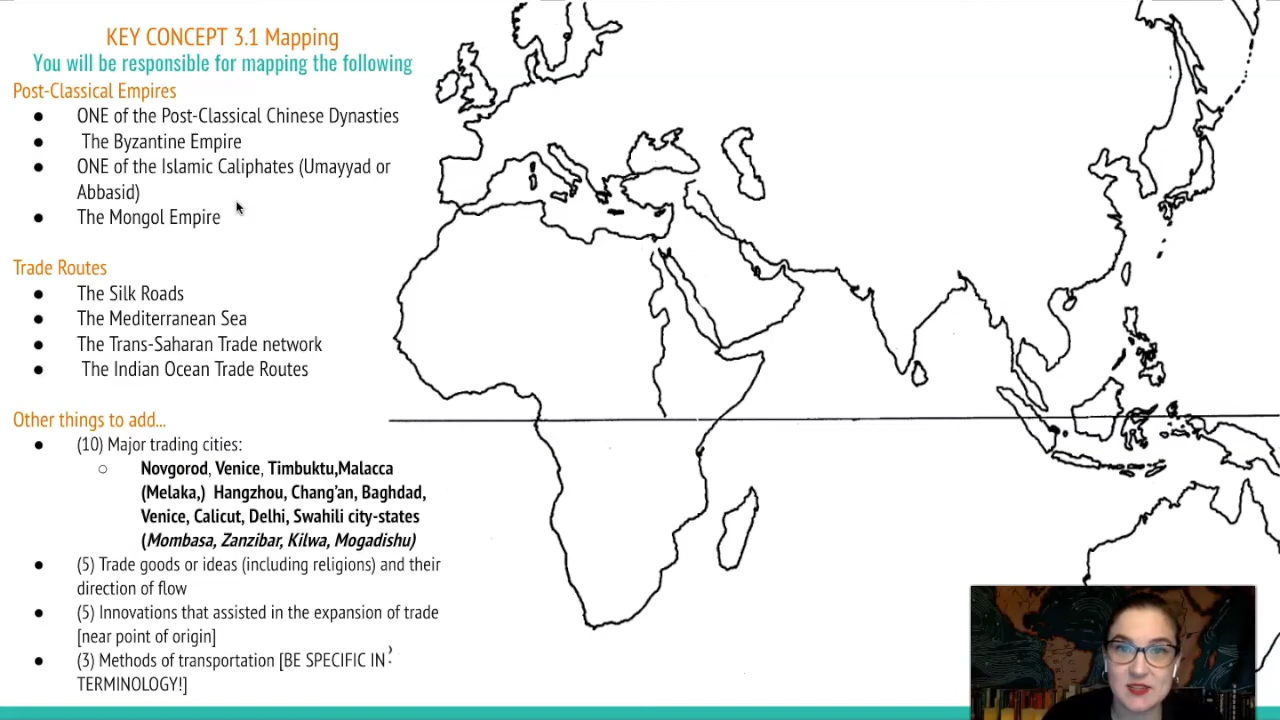 KEY CONCEPT 3.1 Mapping
You will be responsible for mapping the following
Post-Classical Empires
● ONE of the Post-Classical Chinese Dynasties
● The Byzantine Empire
● ONE of the Islamic Caliphates (Umayyad or
Abbasid)
● The Mongol Empire
Trade Routes
● The Silk Roads
● The Mediterranean Sea
● The Trans-Saharan Trade network
● The Indian Ocean Trade Routes
Other things to add...
● (10) Major trading cities:
○ Novgorod, Venice, Timbuktu,Malacca
(Melaka,) Hangzhou, Chang’an, Baghdad,
Venice, Calicut, Delhi, Swahili city-states
(Mombasa, Zanzibar, Kilwa, Mogadishu)
● (5) Trade goods or ideas (including religions) and their
direction of flow
● (5) Innovations that assisted in the expansion of trade
[near point of origin]
● (3) Methods of transportation [BE SPECIFIC IN
TERMINOLOGY!]